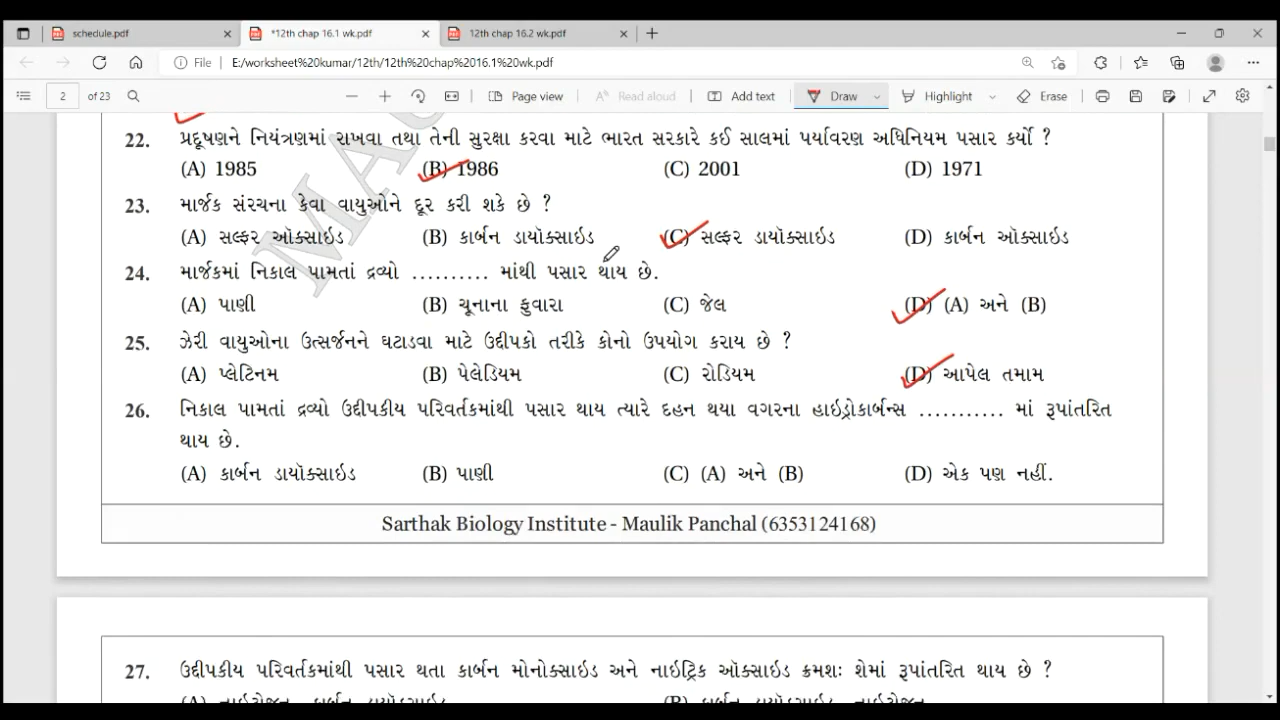 schedule.pdf
*12th chap 16.1 wk.pdf
12th chap 16.2 wk.pdf
File E:/worksheet%20kumar/12th/12th%20chap%2016.1%20wk.pdf
2 of 23 Page view Read aloud Add text Draw Highlight Erase
22. પ્રદૂષણને નિયંત્રણમાં રાખવા તથા તેની સુરક્ષા કરવા માટે ભારત સરકારે કઈ સાલમાં પર્યાવરણ અધિનિયમ પસાર કર્યો ?
(A) 1985 (B) 1986 (C) 2001 (D) 1971
23. માર્જક સંરચના કેવા વાયુઓને દૂર કરી શકે છે ?
(A) સલ્ફર ઑક્સાઇડ (B) કાર્બન ડાયૉક્સાઇડ (C) સલ્ફર ડાયૉક્સાઇડ (D) કાર્બન ઑક્સાઇડ
24. માર્જકમાં નિકાલ પામતાં દ્રવ્યો .......... માંથી પસાર થાય છે.
(A) પાણી (B) ચૂનાના ફુવારા (C) જેલ (D) (A) અને (B)
25. ઝેરી વાયુઓના ઉત્સર્જનને ઘટાડવા માટે ઉદ્દીપકો તરીકે કોનો ઉપયોગ કરાય છે ?
(A) પ્લેટિનમ (B) પેલેડિયમ (C) રોડિયમ (D) આપેલ તમામ
26. નિકાલ પામતાં દ્રવ્યો ઉદ્દીપકીય પરિવર્તકમાંથી પસાર થાય ત્યારે દહન થયા વગરના હાઇડ્રોકાર્બન્સ ........... માં રૂપાંતરિત
થાય છે.
(A) કાર્બન ડાયૉક્સાઇડ (B) પાણી (C) (A) અને (B) (D) એક પણ નહીં.
Sarthak Biology Institute - Maulik Panchal (6353124168)
27. ઉદ્દીપકીય પરિવર્તકમાંથી પસાર થતા કાર્બન મોનોક્સાઇડ અને નાઇટ્રિક ઑક્સાઇડ ક્રમશઃ શેમાં રૂપાંતરિત થાય છે ?